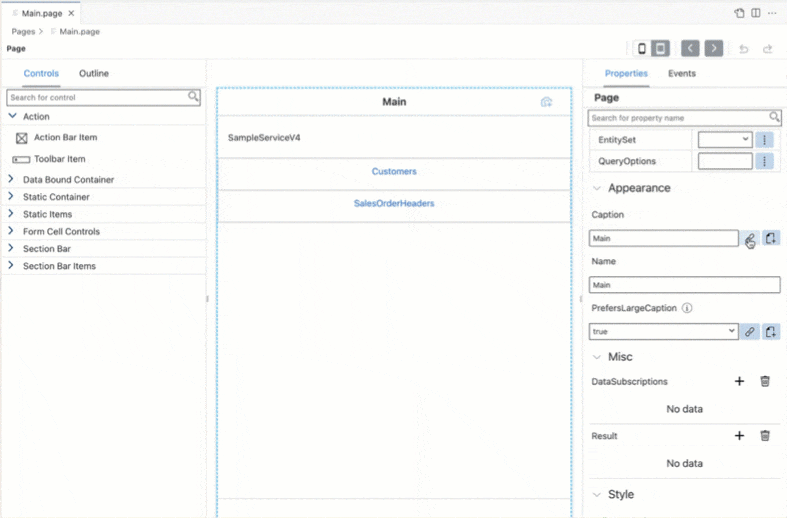 Main.page
Pages > Main.page
Page
Controls
Outline
Search for control
Action
Action Bar Item
Toolbar Item
Data Bound Container
Static Container
Static Items
Form Cell Controls
Section Bar
Section Bar Items
Main
SampleServiceV4
Customers
SalesOrderHeaders
Properties
Events
Page
Search for property name
EntitySet
QueryOptions
Appearance
Caption
Main
Name
Main
PrefersLargeCaption
true
Misc
DataSubscriptions
No data
Result
No data
Style